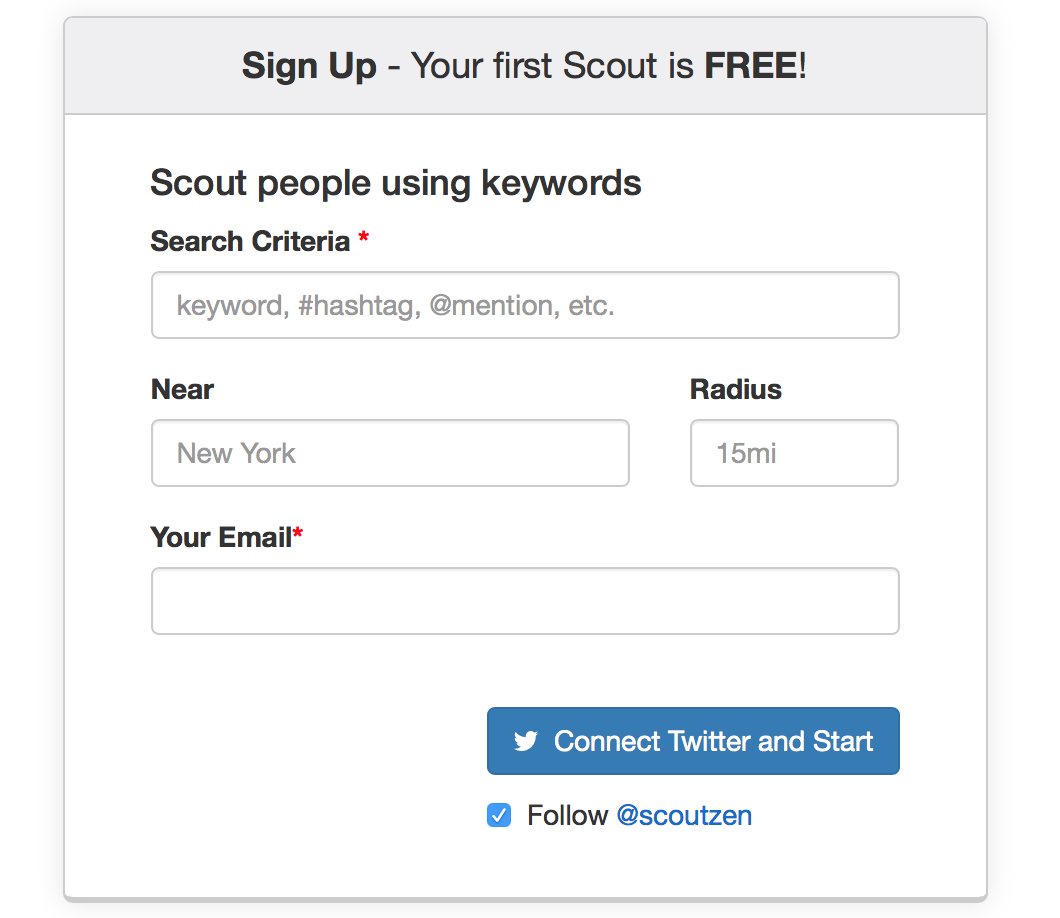 Sign Up - Your first Scout is FREE!
Scout people using keywords
Search Criteria *
keyword, #hashtag, @mention, etc.
Near Radius
New York 15mi
Your Email*
Connect Twitter and Start
Follow @scoutzen